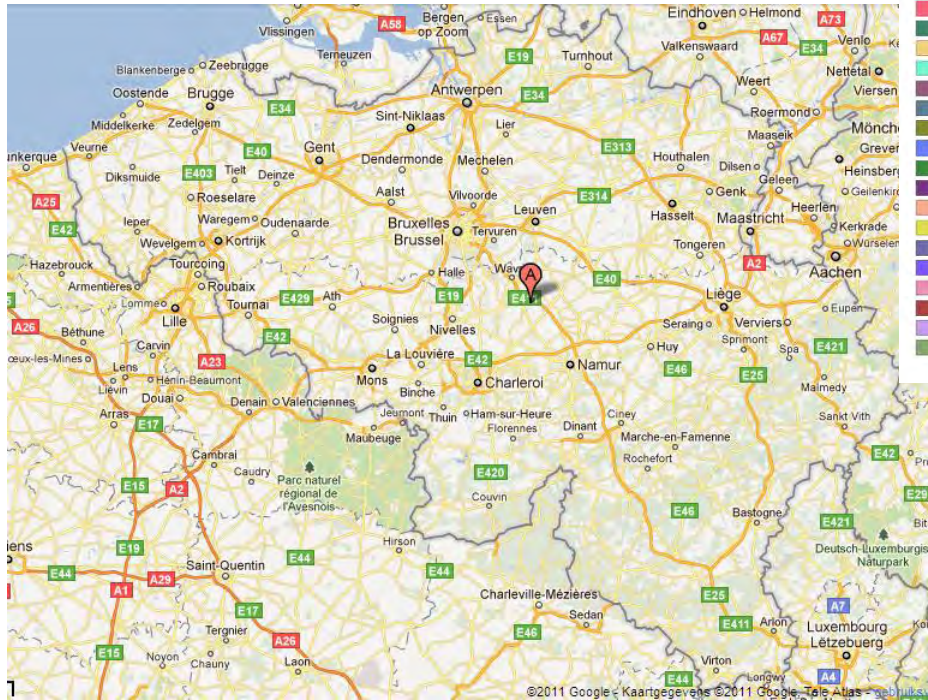 Vlissingen
A58
Bergen
op Zoom
Essen
Eindhoven
Helmond
A73
Terneuzen
E19
Turnhout
Valkenswaard
A67
E34
Venlo
Blankenberge
Zeebrugge
Nettetal
Oostende
Brugge
Antwerpen
Weert
Viersen
E34
E34
Roermond
Middelkerke
Zedelgem
Sint-Niklaas
Lier
Maaseik
Veurne
E40
Gent
E313
Diksmuide
E403
Tielt
Deinze
Dendermonde
Mechelen
Houthalen
Dilsen
Geleen
Roeselare
Aalst
Vilvoorde
E314
Genk
A25
E42
Ieper
Waregem
Oudenaarde
Leuven
Hasselt
Maastricht
Heerlen
Bruxelles
Brussel
Tervuren
Kerkrade
Wevelgem
Kortrijk
Tongeren
Tourcoing
A2
Aachen
Hazebrouck
Halle
A
Armentières
Roubaix
E429
Ath
E19
E40
Liège
Tournai
Eupen
Lille
Soignies
Nivelles
Seraing
Verviers
A26
Béthune
E42
Sprimont
Carvin
La Louvière
E42
Huy
Spa
E421
Lens
A23
Namur
E46
E25
Liévin
Hénin-Beaumont
Mons
Charleroi
Malmedy
Douai
Binche
Denain
Valenciennes
Arras
Jeumont
Thuin
Ham-sur-Heure
Ciney
Sankt Vith
E17
Maubeuge
Florennes
Dinant
Marche-en-Famenne
Cambrai
Rochefort
E42
Caudry
E420
Parc naturel
régional de
l'Avesnois
E15
A2
Couvin
E46
Bastogne
E421
E19
Hirson
E44
Deutsch-Luxemburgis
Naturpark
E44
A29
Saint-Quentin
E44
A1
Charleville-Mézières
E25
A7
E17
Sedan
E411
Arlon
Luxembourg
Lëtzebuerg
Tergnier
A26
E46
E15
Noyon
Chauny
Laon
Virton
Longwy
A4
E44
©2011 Google - Kaartgegevens ©2011 Google, Tele Atlas -